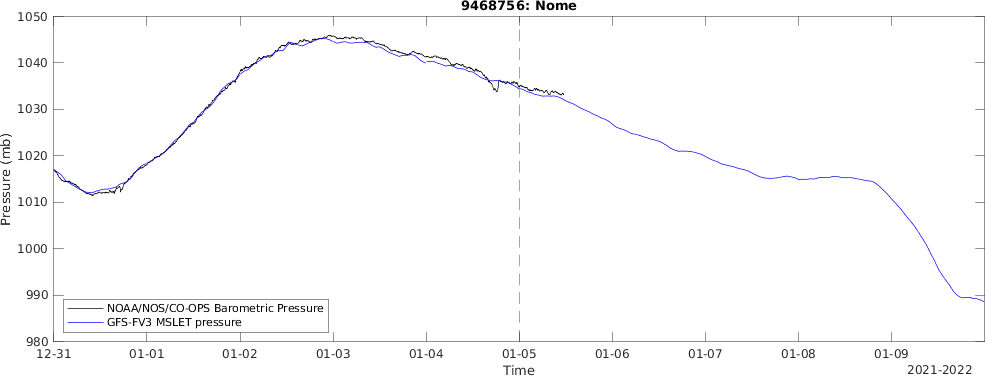 9468756: Nome
1050
1040
1030
1020
1010
1000
990
980
Pressure (mb)
NOAA/NOS/CO-OPS Barometric Pressure
GFS-FV3 MSLET pressure
12-31 01-01 01-02 01-03 01-04 01-05 01-06 01-07 01-08 01-09
Time
2021-2022